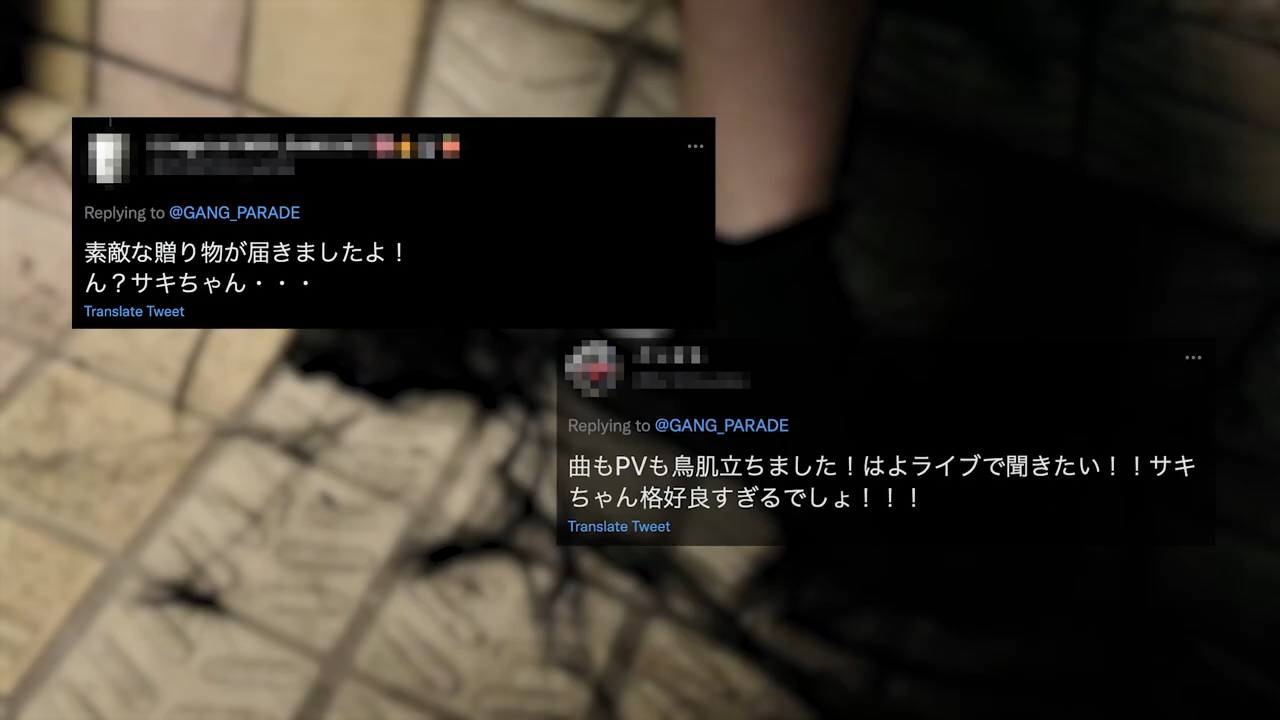 Replying to @GANG_PARADE
素敵な贈り物が届きましたよ！
ん？サキちゃん・・・
Translate Tweet
Replying to @GANG_PARADE
曲もPVも鳥肌立ちました！はよライブで聞きたい！！サキ
ちゃん格好良すぎるでしょ！！！
Translate Tweet